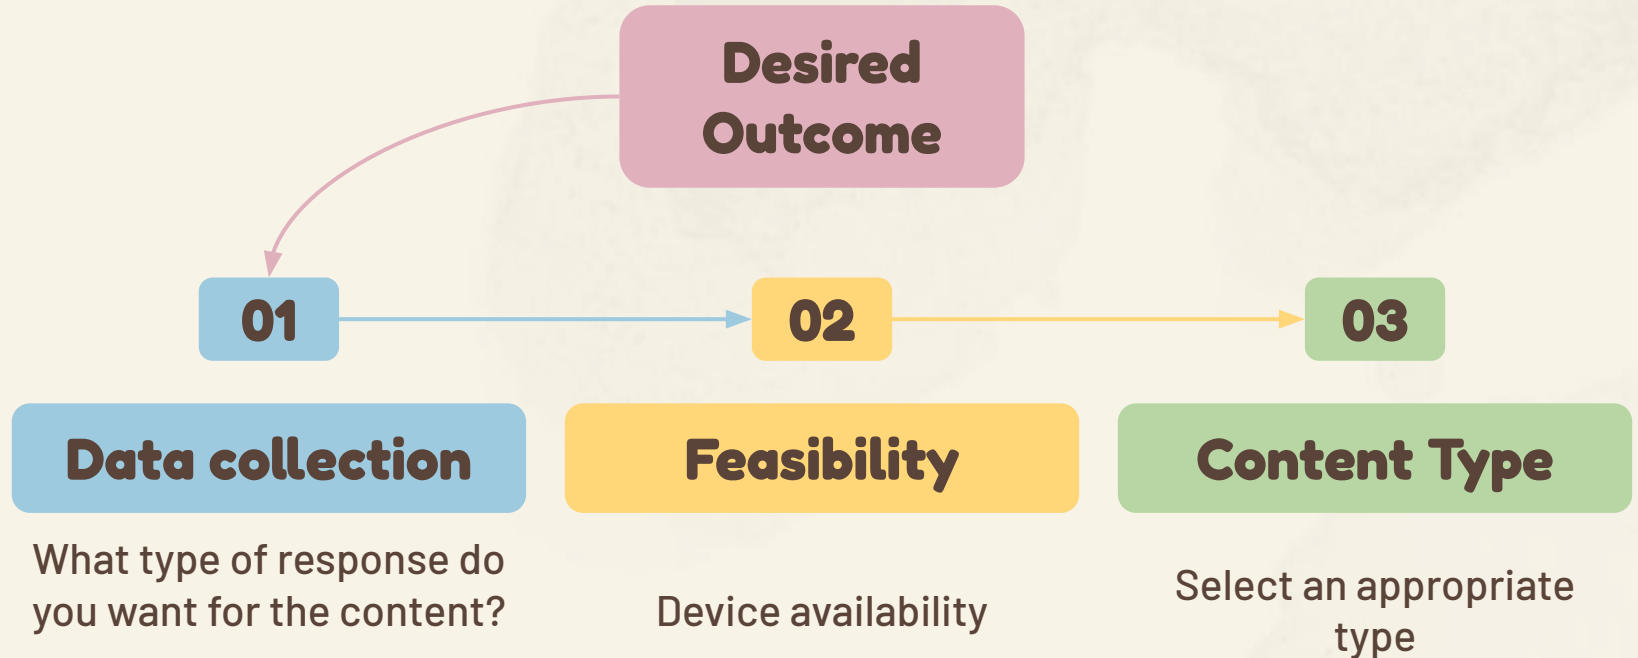 Desired
Outcome
01
02
03
Data collection
Feasibility
Content Type
What type of response do
you want for the content?
Device availability
Select an appropriate
type